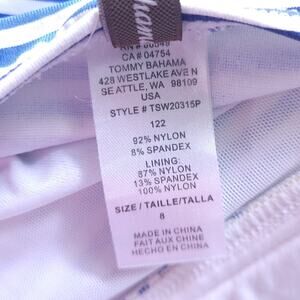 hama
CA# 04754
TOMMY BAHAMA
428 WESTLAKE AVE N
SEATTLE, WA 98109
USA
STYLE # TSW20315P
122
92% NYLON
8% SPANDEX
LINING:
87% NYLON
13% SPANDEX
100% NYLON
SIZE / TAILLE/TALLA
8
MADE IN CHINA
FAIT AUX CHINE
HECHO EN CHINA